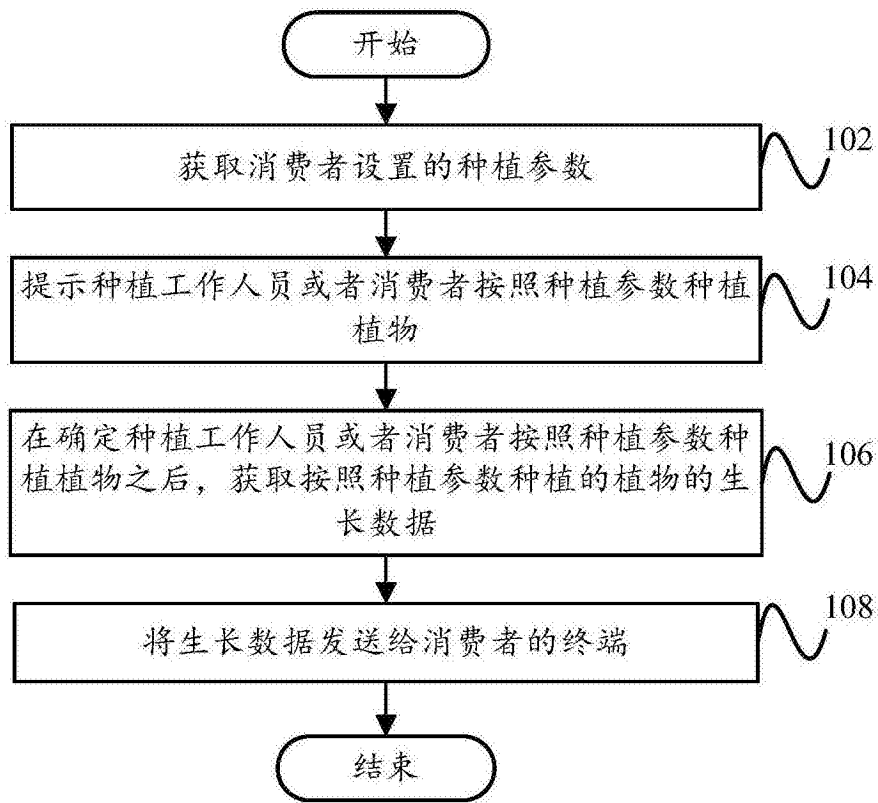 开始
获取消费者设置的种植参数
102
提示种植工作人员或者消费者按照种植参数种植
植物
104
在确定种植工作人员或者消费者按照种植参数种
植植物之后，获取按照种植参数种植的植物的生
长数据
106
将生长数据发送给消费者的终端
108
结束